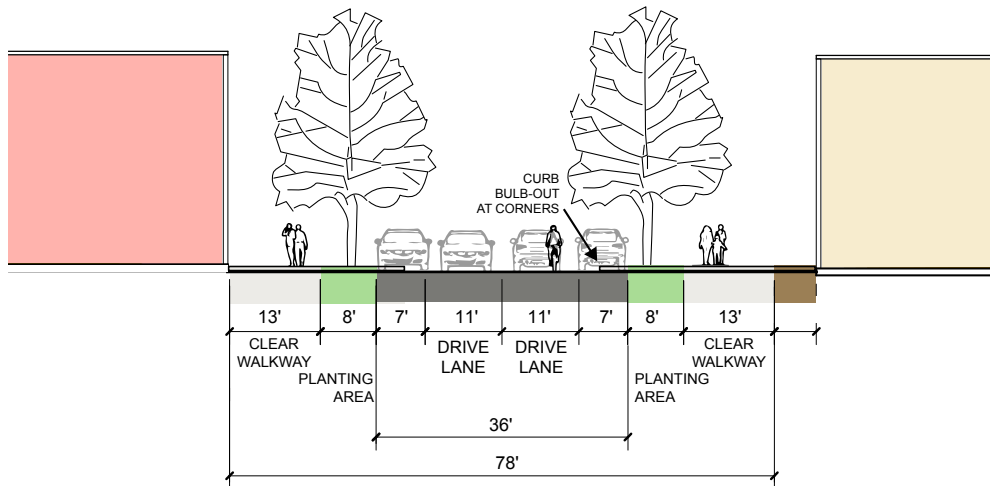 CURB
BULB-OUT
AT CORNERS
13' 8' 7' 11' 11' 7' 8' 13'
CLEAR
WALKWAY
PLANTING
AREA
DRIVE
LANE
DRIVE
LANE
PLANTING
AREA
CLEAR
WALKWAY
36'
78'